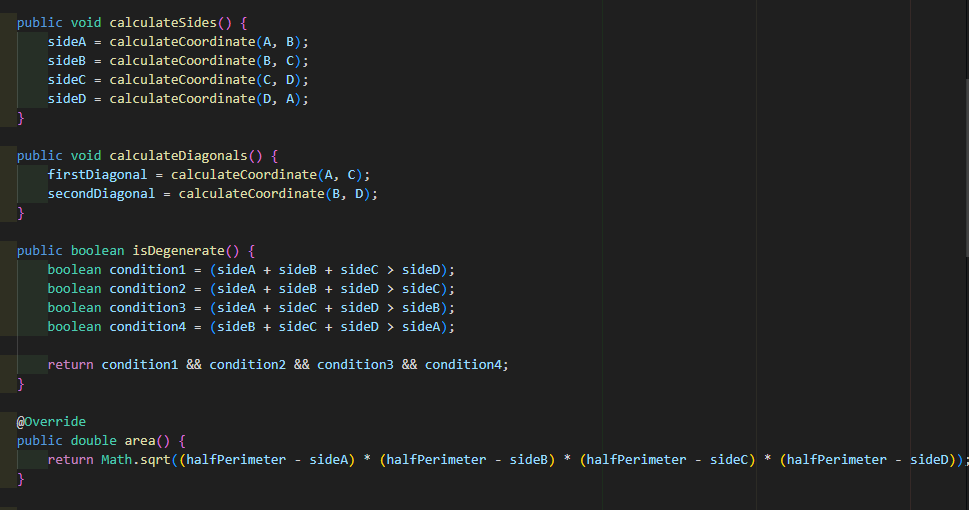 public void calculateSides() {
    sideA = calculateCoordinate(A, B);
    sideB = calculateCoordinate(B, C);
    sideC = calculateCoordinate(C, D);
    sideD = calculateCoordinate(D, A);
}

public void calculateDiagonals() {
    firstDiagonal = calculateCoordinate(A, C);
    secondDiagonal = calculateCoordinate(B, D);
}

public boolean isDegenerate() {
    boolean condition1 = (sideA + sideB + sideC > sideD);
    boolean condition2 = (sideA + sideB + sideD > sideC);
    boolean condition3 = (sideA + sideC + sideD > sideB);
    boolean condition4 = (sideB + sideC + sideD > sideA);

    return condition1 && condition2 && condition3 && condition4;
}

@Override
public double area() {
    return Math.sqrt((halfPerimeter - sideA) * (halfPerimeter - sideB) * (halfPerimeter - sideC) * (halfPerimeter - sideD));
}